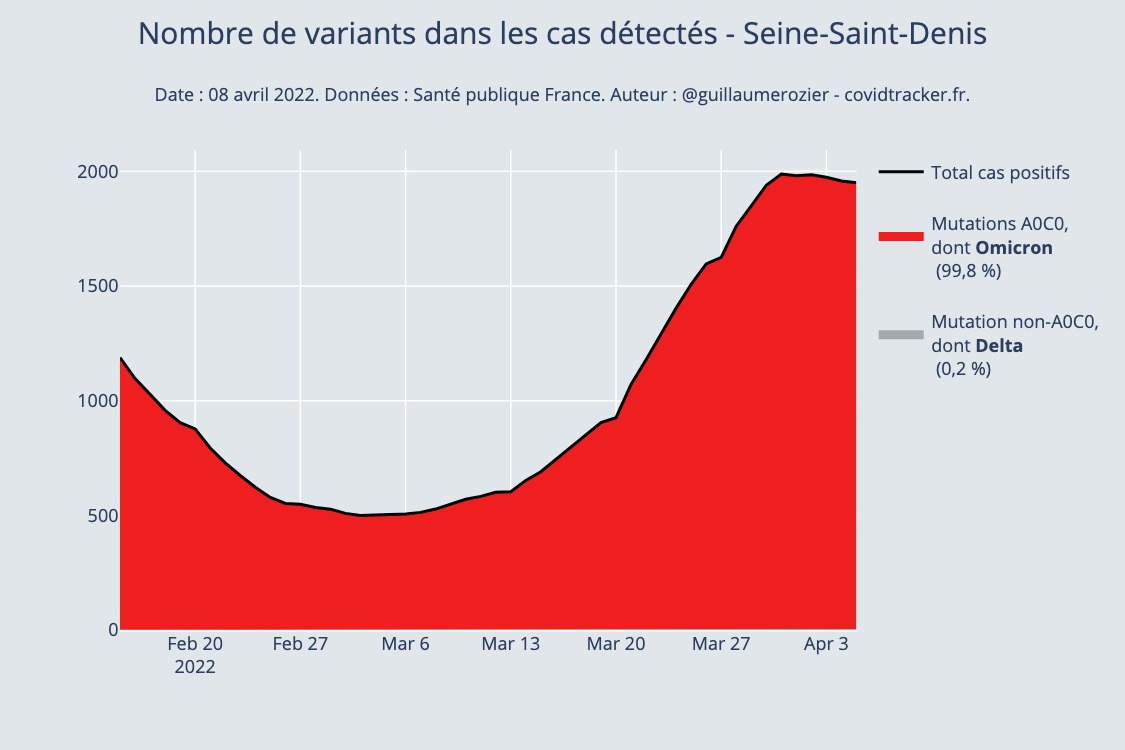 Nombre de variants dans les cas détectés - Seine-Saint-Denis
Date : 08 avril 2022. Données : Santé publique France. Auteur : @guillaumerozier - covidtracker.fr.
2000
1500
1000
500
0
Feb 20
2022
Feb 27
Mar 6
Mar 13
Mar 20
Mar 27
Apr 3
Total cas positifs
Mutations A0C0,
dont Omicron
(99,8 %)
Mutation non-A0C0,
dont Delta
(0,2 %)